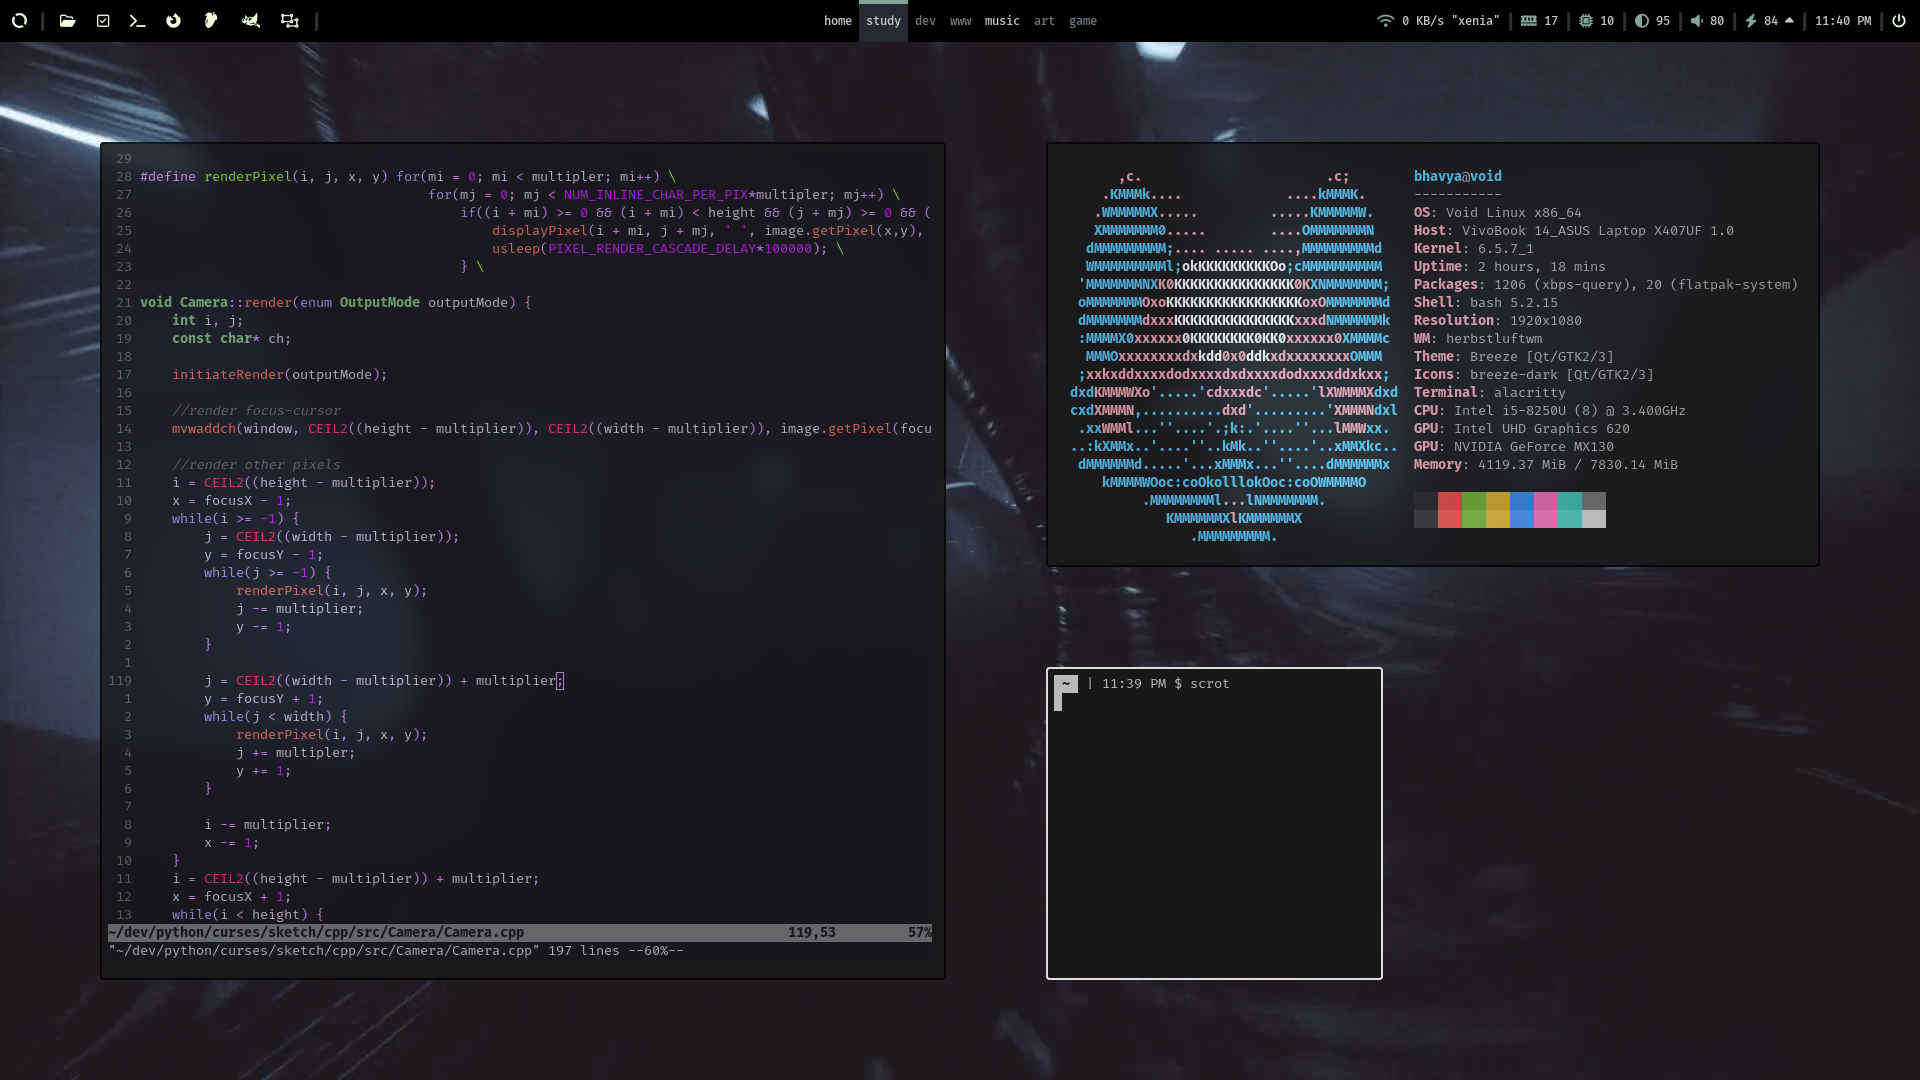 home study dev www music art game
0 KB/s "xenia" | 17 | 10 | 95 | 80 | 84 | 11:40 PM |
29
28 #define renderPixel(i, j, x, y) for(mi = 0; mi < multipler; mi++) \
27 for(mj = 0; mj < NUM_INLINE_CHAR_PER_PIX*multipler; mj++) \
26 if((i + mi) >= 0 && (i + mi) < height && (j + mj) >= 0 && (
25 displayPixel(i + mi, j + mj, ' ', image.getPixel(x,y),
24 usleep(PIXEL_RENDER_CASCADE_DELAY*100000); \
23 } \
22
21 void Camera::render(enum OutputMode outputMode) {
20 int i, j;
19 const char* ch;
18
17 initiateRender(outputMode);
16
15 //render focus-cursor
14 mvwaddch(window, CEIL2((height - multiplier)), CEIL2((width - multiplier)), image.getPixel(focu
13
12 //render other pixels
11 i = CEIL2((height - multiplier));
10 x = focusX - 1;
9 while(i >= -1) {
8 j = CEIL2((width - multiplier));
7 y = focusY - 1;
6 while(j >= -1) {
5 renderPixel(i, j, x, y);
4 j -= multiplier;
3 y -= 1;
2 }
1
119 j = CEIL2((width - multiplier)) + multiplier;
1 y = focusY + 1;
2 while(j < width) {
3 renderPixel(i, j, x, y);
4 j += multipler;
5 y += 1;
6 }
7
8 i -= multiplier;
9 x -= 1;
10 }
11 i = CEIL2((height - multiplier)) + multiplier;
12 x = focusX + 1;
13 while(i < height) {
~/dev/python/curses/sketch/cpp/src/Camera/Camera.cpp 119,53 57%
"~/dev/python/curses/sketch/cpp/src/Camera/Camera.cpp" 197 lines --60%--
bhavya@void
-----------
OS: Void Linux x86_64
Host: VivoBook 14_ASUS Laptop X407UF 1.0
Kernel: 6.5.7_1
Uptime: 2 hours, 18 mins
Packages: 1206 (xbps-query), 20 (flatpak-system)
Shell: bash 5.2.15
Resolution: 1920x1080
WM: herbstluftwm
Theme: Breeze [Qt/GTK2/3]
Icons: breeze-dark [Qt/GTK2/3]
Terminal: alacritty
CPU: Intel i5-8250U (8) @ 3.400GHz
GPU: Intel UHD Graphics 620
GPU: NVIDIA GeForce MX130
Memory: 4119.37 MiB / 7830.14 MiB
~ | 11:39 PM $ scrot